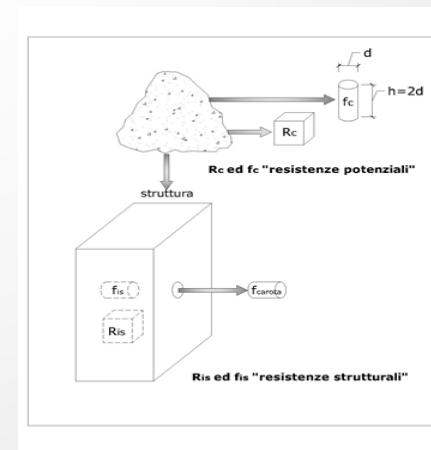 d
fc
h=2d
Rc
Rc ed fc "resistenze potenziali"
struttura
fis
fcarota
Ris
Ris ed fis "resistenze strutturali"